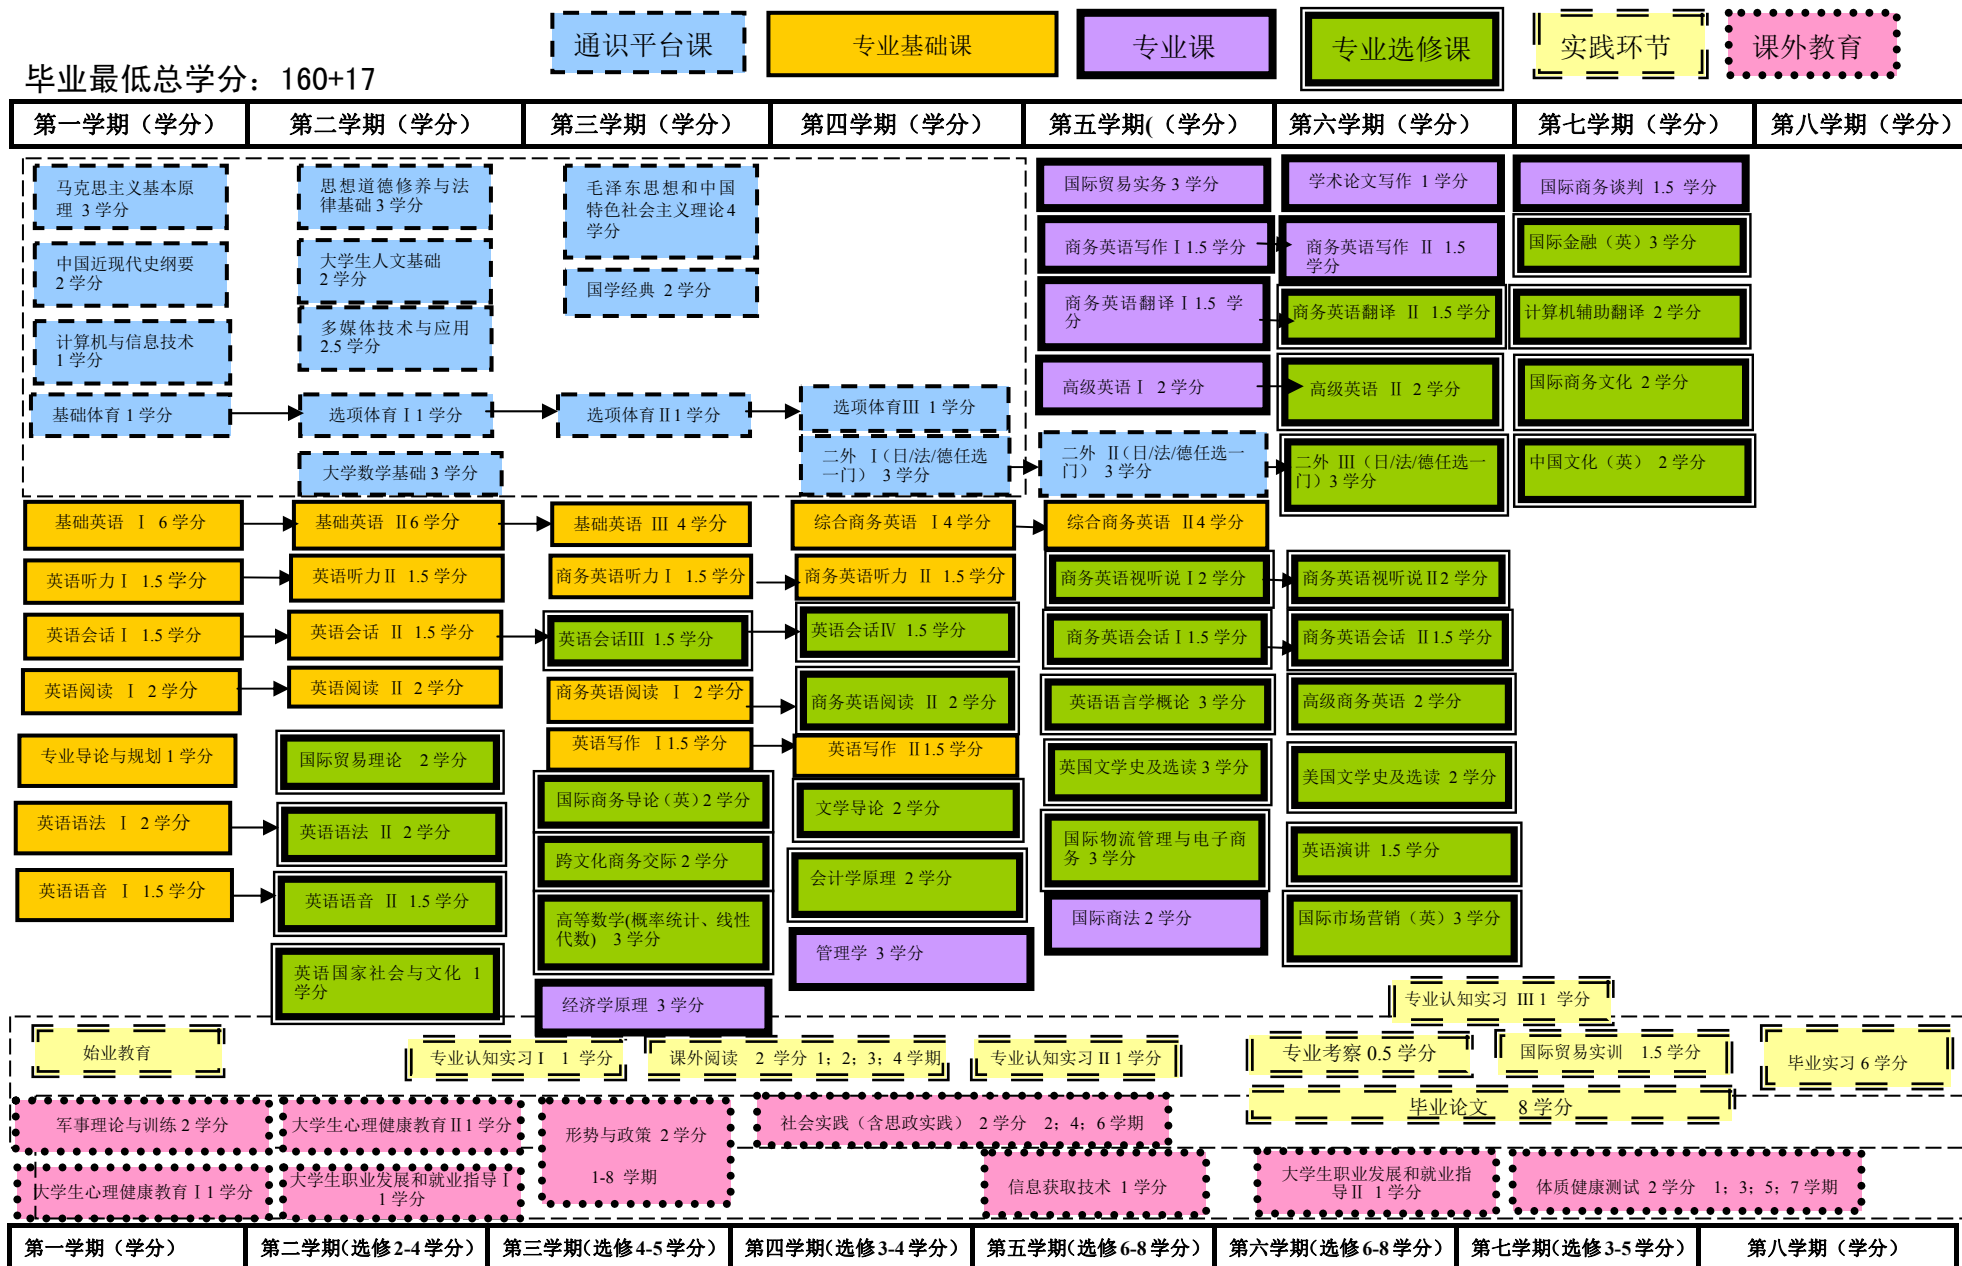 通识平台课
专业基础课
专业课
专业选修课
实践环节
课外教育
毕业最低总学分：160+17
第一学期（学分）
第二学期（学分）
第三学期（学分）
第四学期（学分）
第五学期(（学分）
第六学期（学分）
第七学期（学分）
第八学期（学分）
马克思主义基本原
理 3 学分
中国近现代史纲要
2 学分
计算机与信息技术
1 学分
基础体育 1 学分
思想道德修养与法
律基础 3 学分
大学生人文基础
2 学分
多媒体技术与应用
2.5 学分
选项体育 I 1 学分
大学数学基础 3 学分
毛泽东思想和中国
特色社会主义理论 4
学分
国学经典 2 学分
选项体育 II 1 学分
选项体育III 1 学分
二外 I（日/法/德任选
一门） 3 学分
国际贸易实务 3 学分
商务英语写作 I 1.5 学分
商务英语翻译 I 1.5 学
分
高级英语 I 2 学分
二外 II（日/法/德任选一
门） 3 学分
学术论文写作 1 学分
商务英语写作 II 1.5
学分
商务英语翻译 II 1.5 学分
高级英语 II 2 学分
二外 III（日/法/德任选一
门）3 学分
国际商务谈判 1.5 学分
国际金融（英）3 学分
计算机辅助翻译 2 学分
国际商务文化 2 学分
中国文化（英） 2 学分
基础英语 I 6 学分
基础英语 II 6 学分
基础英语 III 4 学分
综合商务英语 I 4 学分
综合商务英语 II 4 学分
英语听力 I 1.5 学分
英语听力 II 1.5 学分
商务英语听力 I 1.5 学分
商务英语听力 II 1.5 学分
商务英语视听说 I 2 学分
商务英语视听说 II 2 学分
英语会话 I 1.5 学分
英语会话 II 1.5 学分
英语会话III 1.5 学分
英语会话Ⅳ 1.5 学分
商务英语会话 I 1.5 学分
商务英语会话 II 1.5 学分
英语阅读 I 2 学分
英语阅读 II 2 学分
商务英语阅读 I 2 学分
商务英语阅读 II 2 学分
英语语言学概论 3 学分
高级商务英语 2 学分
专业导论与规划 1 学分
国际贸易理论 2 学分
英语写作 I 1.5 学分
英语写作 II 1.5 学分
英国文学史及选读 3 学分
美国文学史及选读 2 学分
英语语法 I 2 学分
英语语法 II 2 学分
国际商务导论（英）2 学分
文学导论 2 学分
国际物流管理与电子商
务 3 学分
英语演讲 1.5 学分
英语语音 I 1.5 学分
英语语音 II 1.5 学分
跨文化商务交际 2 学分
会计学原理 2 学分
国际商法 2 学分
国际市场营销（英）3 学分
英语国家社会与文化 1
学分
高等数学(概率统计、线性
代数) 3 学分
管理学 3 学分
经济学原理 3 学分
专业认知实习 III 1 学分
始业教育
专业认知实习 I 1 学分
课外阅读 2 学分 1；2；3；4 学期
专业认知实习 II 1 学分
专业考察 0.5 学分
国际贸易实训 1.5 学分
毕业实习 6 学分
毕业论文 8 学分
军事理论与训练 2 学分
大学生心理健康教育 II 1 学分
形势与政策 2 学分
1-8 学期
社会实践（含思政实践） 2 学分 2；4；6 学期
大学生心理健康教育 I 1 学分
大学生职业发展和就业指导 I
1 学分
信息获取技术 1 学分
大学生职业发展和就业指
导 II 1 学分
体质健康测试 2 学分 1；3；5；7 学期
第一学期（学分）
第二学期(选修 2-4 学分）
第三学期(选修 4-5 学分）
第四学期(选修 3-4 学分）
第五学期(选修 6-8 学分）
第六学期(选修 6-8 学分）
第七学期(选修 3-5 学分）
第八学期（学分）